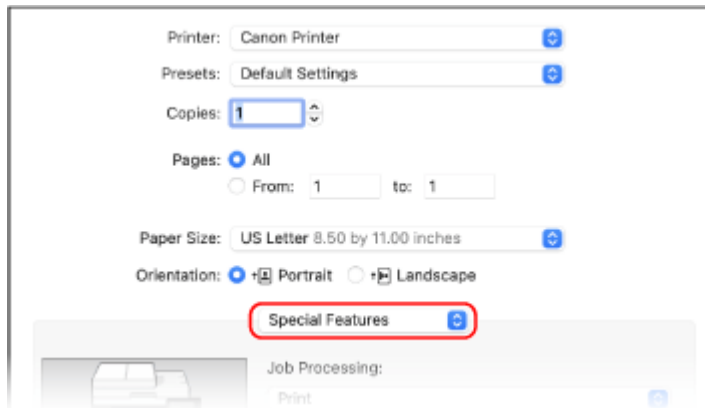 Printer: Canon Printer
Presets: Default Settings
Copies: 1
Pages: All
From: 1 to: 1
Paper Size: US Letter 8.50 by 11.00 inches
Orientation: Portrait Landscape
Special Features
Job Processing:
Print